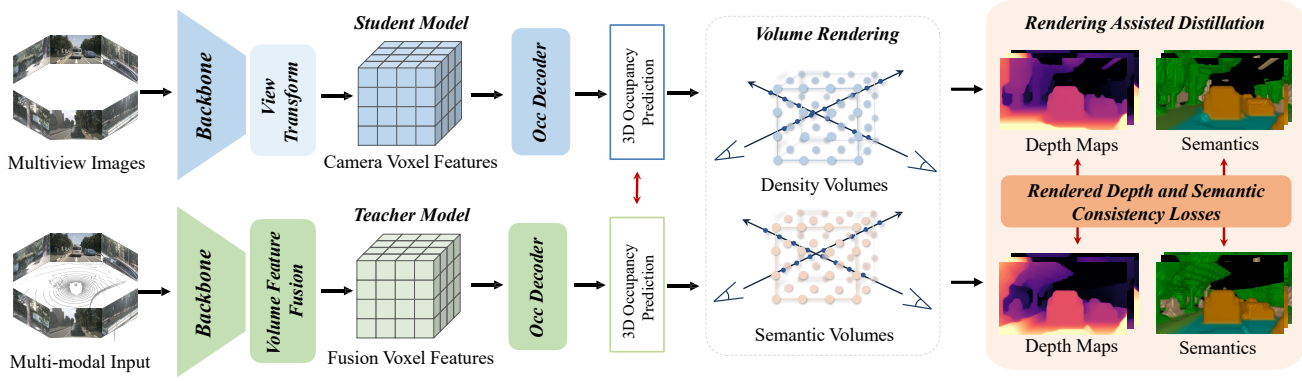 Student Model
Multiview Images
Backbone
View
Transform
Camera Voxel Features
Occ Decoder
3D Occupancy
Prediction
Teacher Model
Multi-modal Input
Backbone
Volume Feature
Fusion
Fusion Voxel Features
Occ Decoder
3D Occupancy
Prediction
Volume Rendering
Density Volumes
Semantic Volumes
Rendering Assisted Distillation
Depth Maps
Semantics
Rendered Depth and Semantic
Consistency Losses
Depth Maps
Semantics